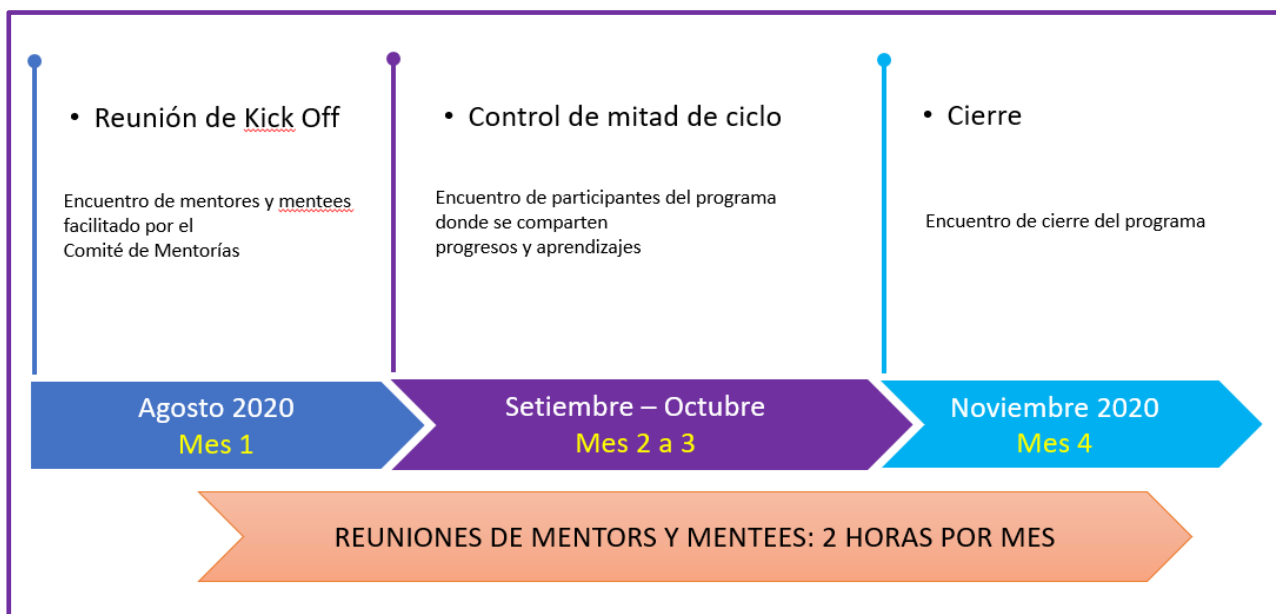 • Reunión de Kick Off
Encuentro de mentores y mentees
facilitado por el
Comité de Mentorías
• Control de mitad de ciclo
Encuentro de participantes del programa
donde se comparten
progresos y aprendizajes
• Cierre
Encuentro de cierre del programa
Agosto 2020
Mes 1
Setiembre – Octubre
Mes 2 a 3
Noviembre 2020
Mes 4
REUNIONES DE MENTORS Y MENTEES: 2 HORAS POR MES